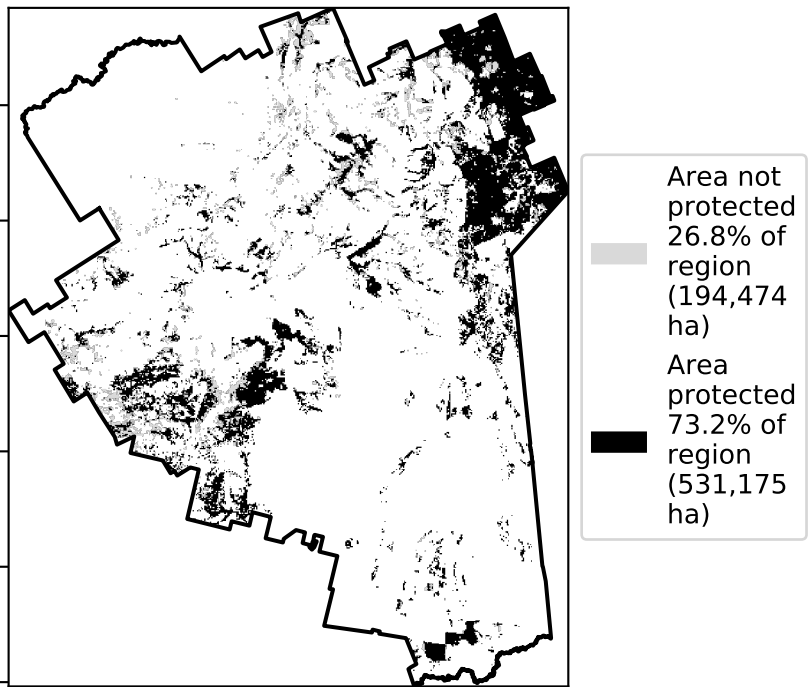 Area not
protected
26.8% of
region
(194,474
ha)
Area
protected
73.2% of
region
(531,175
ha)